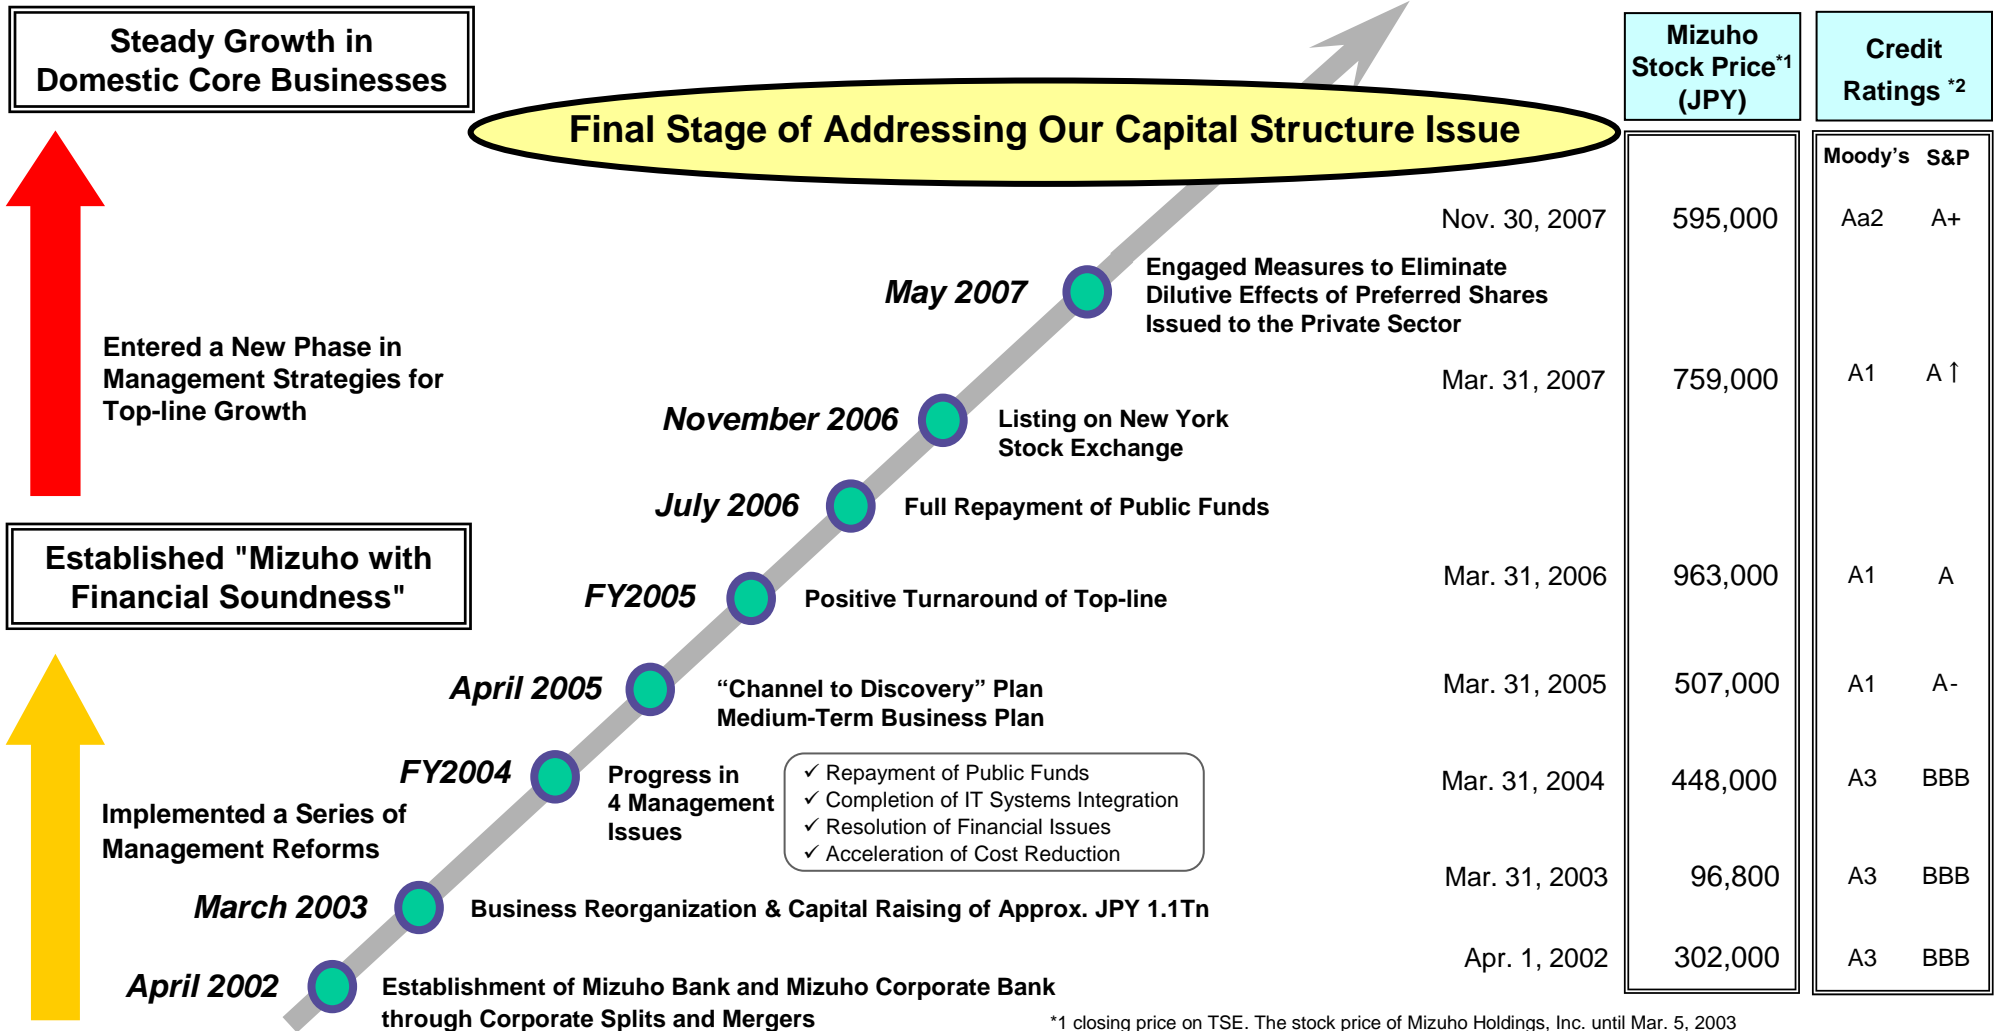 Steady Growth in
Domestic Core Businesses
Final Stage of Addressing Our Capital Structure Issue
Mizuho
Stock Price*1
(JPY)
Credit
Ratings *2
Moody's S&P
Nov. 30, 2007 595,000 Aa2 A+
May 2007
Engaged Measures to Eliminate
Dilutive Effects of Preferred Shares
Issued to the Private Sector
Entered a New Phase in
Management Strategies for
Top-line Growth
Mar. 31, 2007 759,000 A1 A↑
November 2006
Listing on New York
Stock Exchange
July 2006 Full Repayment of Public Funds
Established "Mizuho with
Financial Soundness"
FY2005 Positive Turnaround of Top-line
Mar. 31, 2006 963,000 A1 A
April 2005
“Channel to Discovery” Plan
Medium-Term Business Plan
Mar. 31, 2005 507,000 A1 A-
FY2004
Progress in
4 Management
Issues
✓ Repayment of Public Funds
✓ Completion of IT Systems Integration
✓ Resolution of Financial Issues
✓ Acceleration of Cost Reduction
Mar. 31, 2004 448,000 A3 BBB
Implemented a Series of
Management Reforms
Mar. 31, 2003 96,800 A3 BBB
March 2003 Business Reorganization & Capital Raising of Approx. JPY 1.1Tn
Apr. 1, 2002 302,000 A3 BBB
April 2002
Establishment of Mizuho Bank and Mizuho Corporate Bank
through Corporate Splits and Mergers
*1 closing price on TSE. The stock price of Mizuho Holdings, Inc. until Mar. 5, 2003